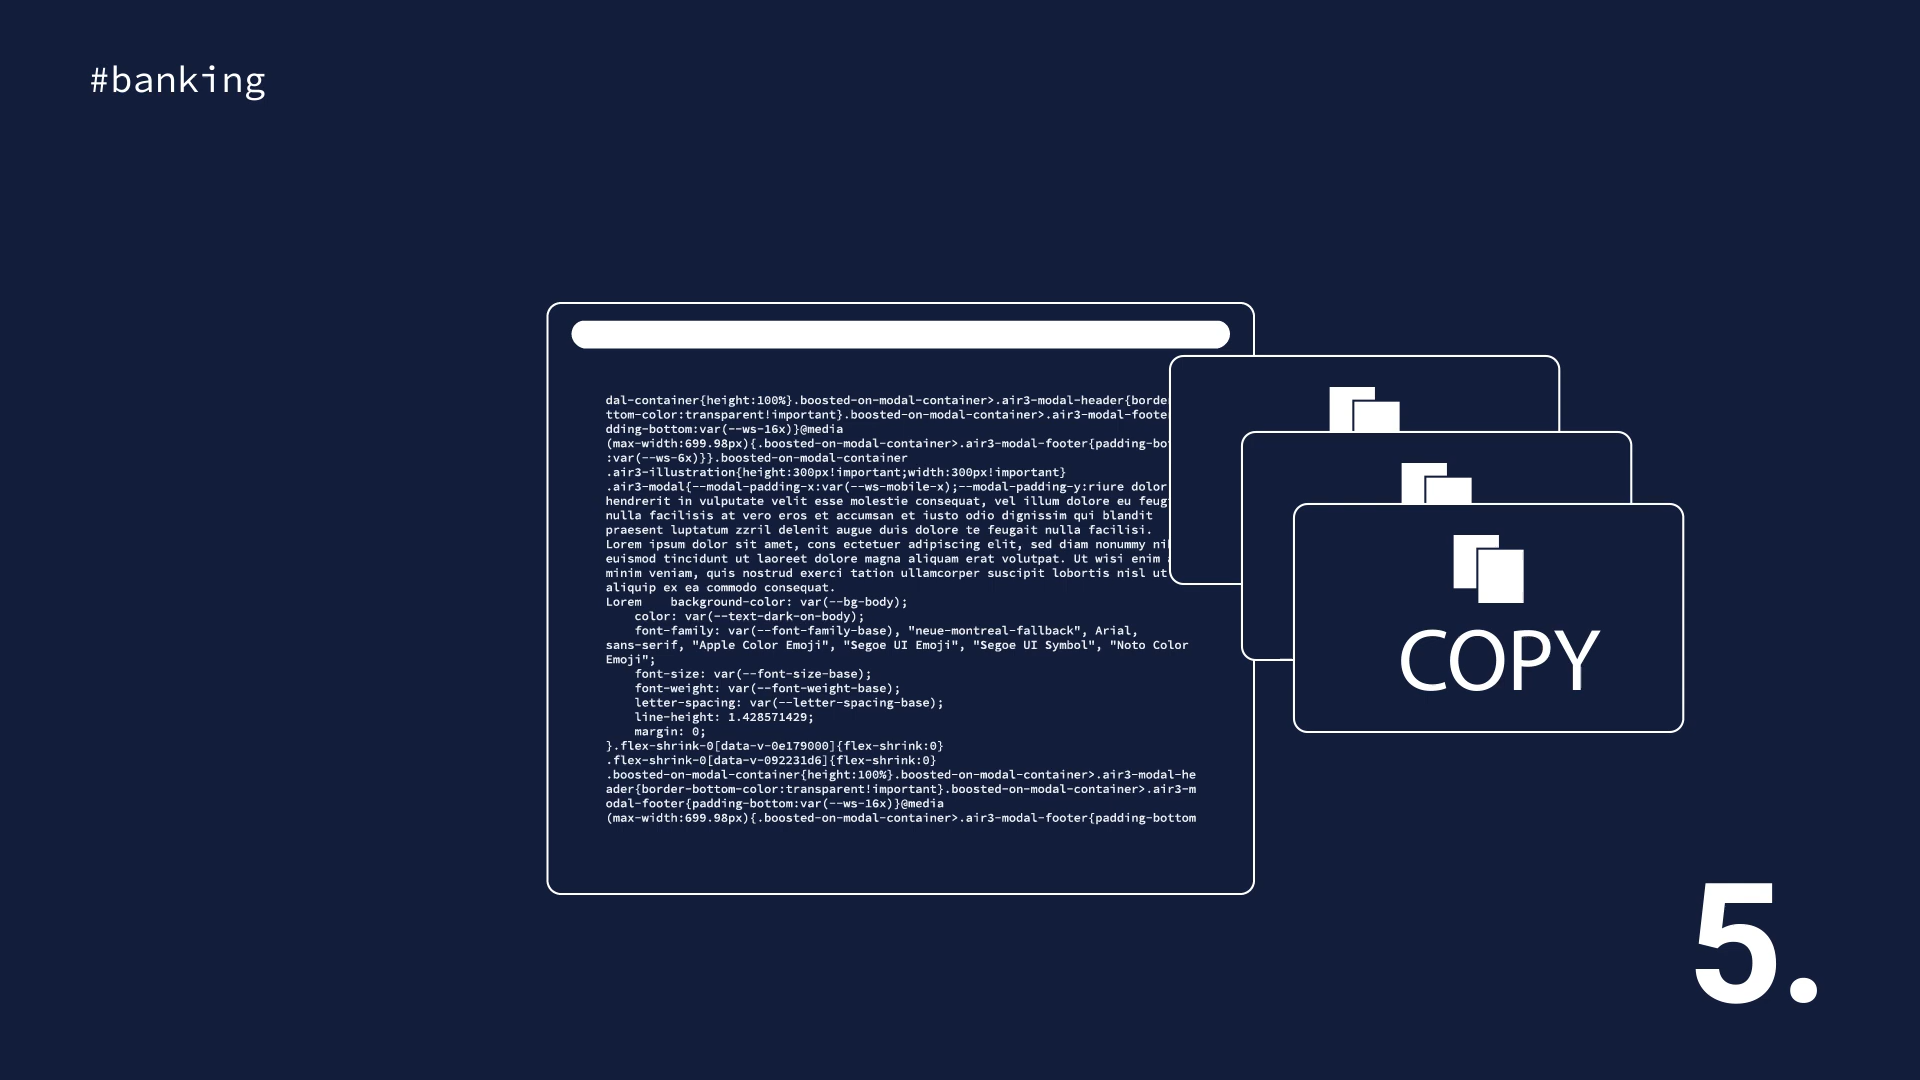 #banking
dal-container{height:100%}.boosted-on-modal-container>.air3-modal-header{borde
ttom-color:transparent!important}.boosted-on-modal-container>.air3-modal-foote
dding-bottom:var(--ws-16x)}@media
(max-width:699.98px){.boosted-on-modal-container>.air3-modal-footer{padding-bo
:var(--ws-6x)}}.boosted-on-modal-container
.air3-illustration{height:300px!important;width:300px!important}
.air3-modal{--modal-padding-x:var(--ws-mobile-x);--modal-padding-y:riure dolor
hendrerit in vulputate velit esse molestie consequat, vel illum dolore eu feug
nulla facilisis at vero eros et accumsan et iusto odio dignissim qui blandit
praesent luptatum zzril delenit augue duis dolore te feugait nulla facilisi.
Lorem ipsum dolor sit amet, cons ectetuer adipiscing elit, sed diam nonummy ni
euismod tincidunt ut laoreet dolore magna aliquam erat volutpat. Ut wisi enim
minim veniam, quis nostrud exerci tation ullamcorper suscipit lobortis nisl ut
aliquip ex ea commodo consequat.
Lorem    background-color: var(--bg-body);
    color: var(--text-dark-on-body);
    font-family: var(--font-family-base), "neue-montreal-fallback", Arial,
sans-serif, "Apple Color Emoji", "Segoe UI Emoji", "Segoe UI Symbol", "Noto Color
Emoji";
    font-size: var(--font-size-base);
    font-weight: var(--font-weight-base);
    letter-spacing: var(--letter-spacing-base);
    line-height: 1.428571429;
    margin: 0;
}.flex-shrink-0[data-v-0e179000]{flex-shrink:0}
.flex-shrink-0[data-v-092231d6]{flex-shrink:0}
.boosted-on-modal-container{height:100%}.boosted-on-modal-container>.air3-modal-he
ader{border-bottom-color:transparent!important}.boosted-on-modal-container>.air3-m
odal-footer{padding-bottom:var(--ws-16x)}@media
(max-width:699.98px){.boosted-on-modal-container>.air3-modal-footer{padding-bottom
COPY
5.